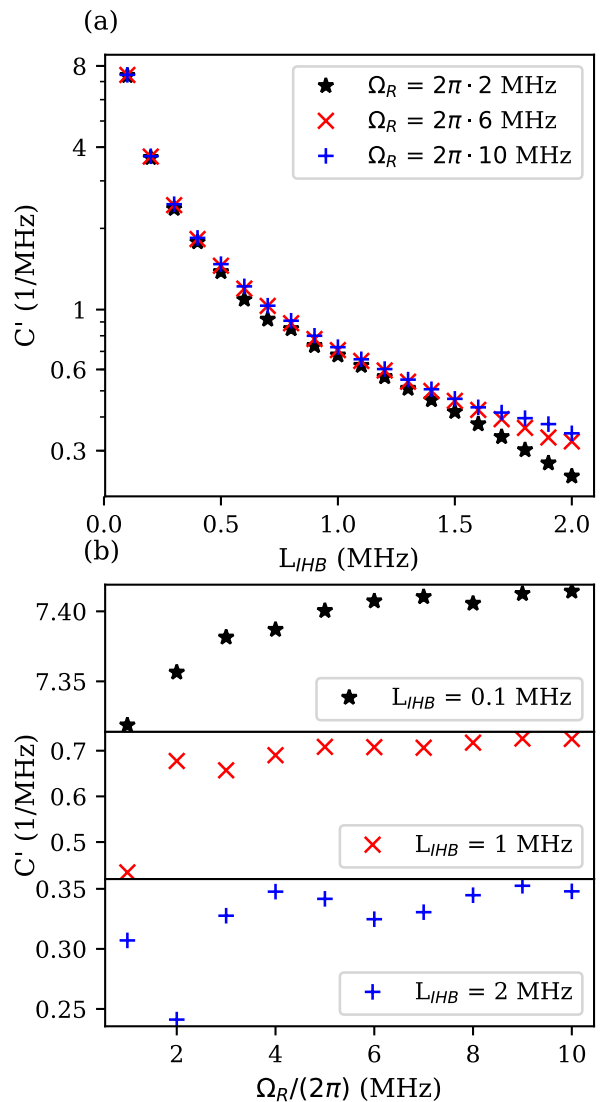 (a)
8
4
1
0.6
0.3
C' (1/MHz)
Ω_R = 2π · 2 MHz
Ω_R = 2π · 6 MHz
Ω_R = 2π · 10 MHz
0.0 0.5 1.0 1.5 2.0
L_IHB (MHz)
(b)
7.40
7.35
L_IHB = 0.1 MHz
0.7
0.6
0.5
C' (1/MHz)
L_IHB = 1 MHz
0.35
0.30
0.25
L_IHB = 2 MHz
2 4 6 8 10
Ω_R/(2π) (MHz)